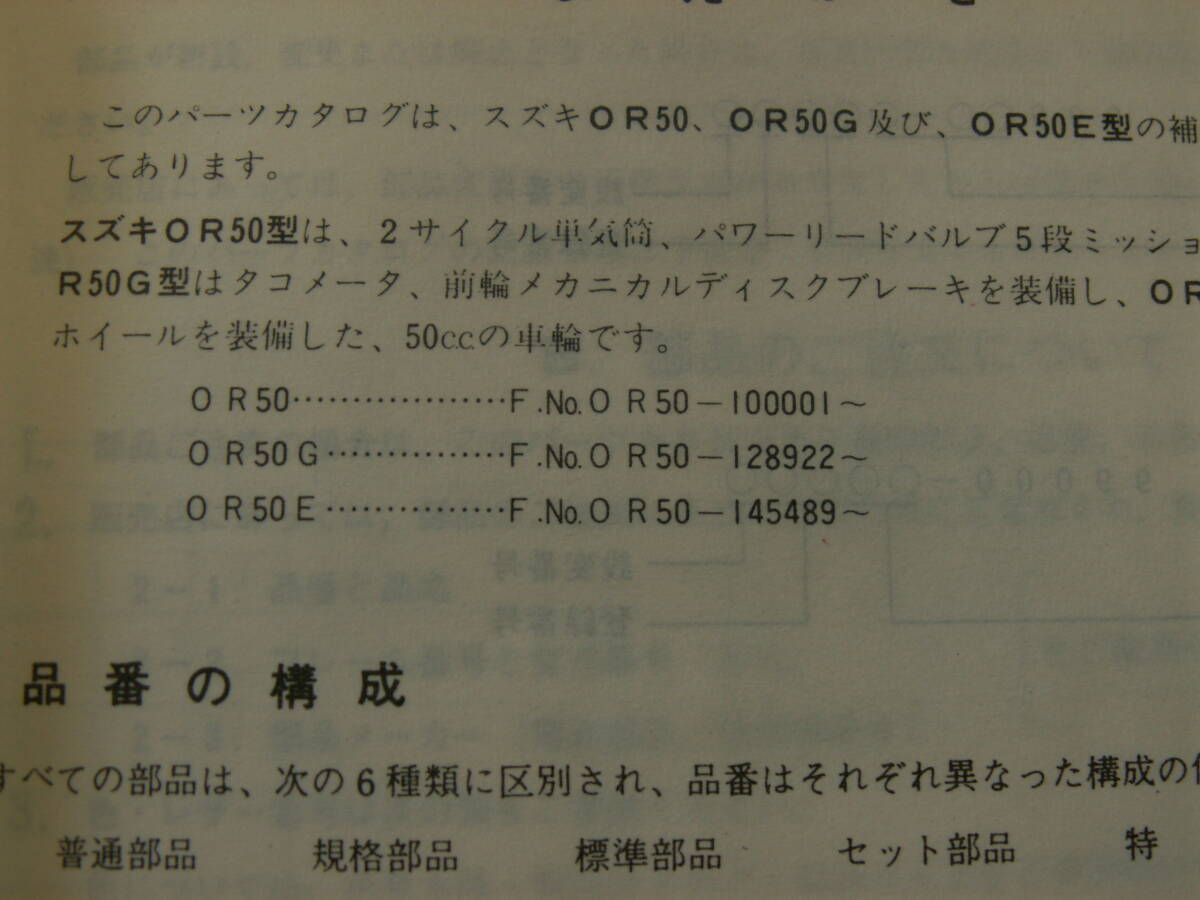 このパーツカタログは、スズキOR50、OR50G及び、OR50E型の補
してあります。
スズキOR50型は、2サイクル単気筒、パワーリードバルブ5段ミッショ
R50G型はタコメータ、前輪メカニカルディスクブレーキを装備し、OR
ホイールを装備した、50c.c.の車輪です。
OR50………………F.No.OR50－100001～
OR50G……………F.No.OR50－128922～
OR50E……………F.No.OR50－145489～
品番の構成
すべての部品は、次の6種類に区別され、品番はそれぞれ異なった構成の
普通部品 規格部品 標準部品 セット部品 特